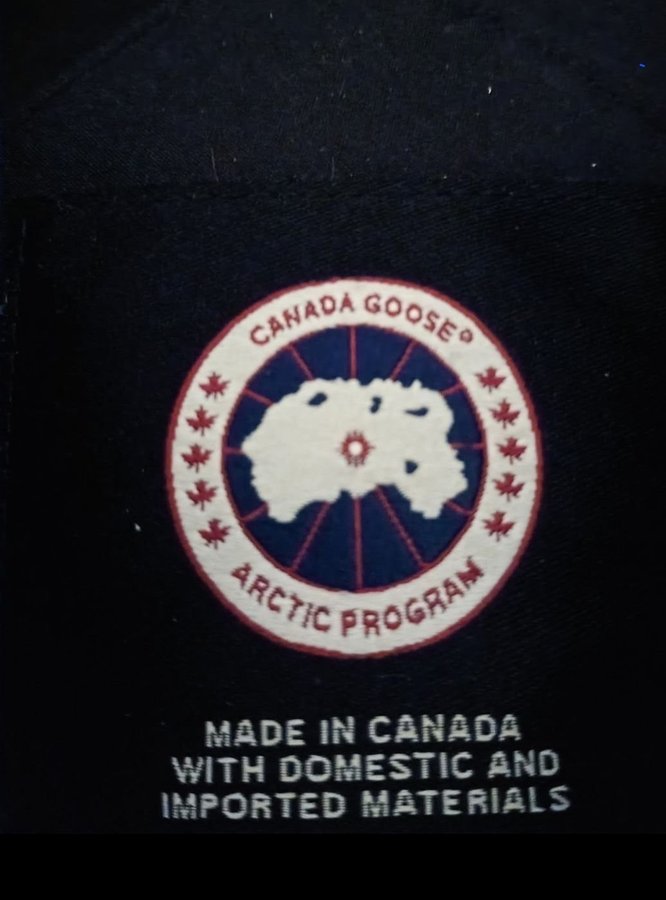 CANADA GOOSE®
ARCTIC PROGRAM
MADE IN CANADA
WITH DOMESTIC AND
IMPORTED MATERIALS